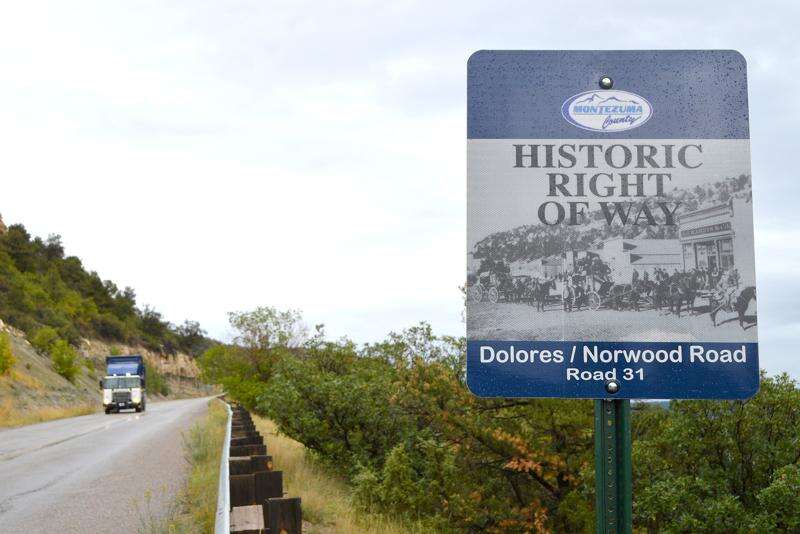 MONTEZUMA
County
HISTORIC
RIGHT
OF WAY
Dolores / Norwood Road
Road 31